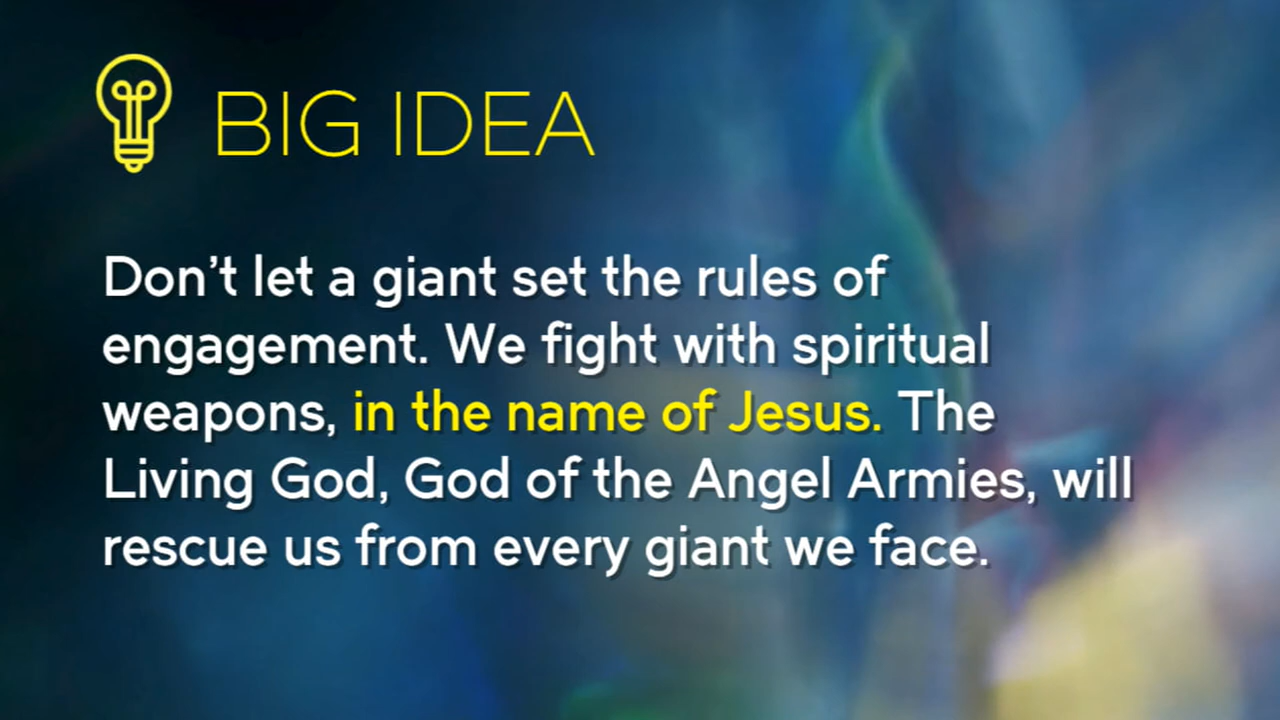 BIG IDEA
Don’t let a giant set the rules of
engagement. We fight with spiritual
weapons, in the name of Jesus. The
Living God, God of the Angel Armies, will
rescue us from every giant we face.